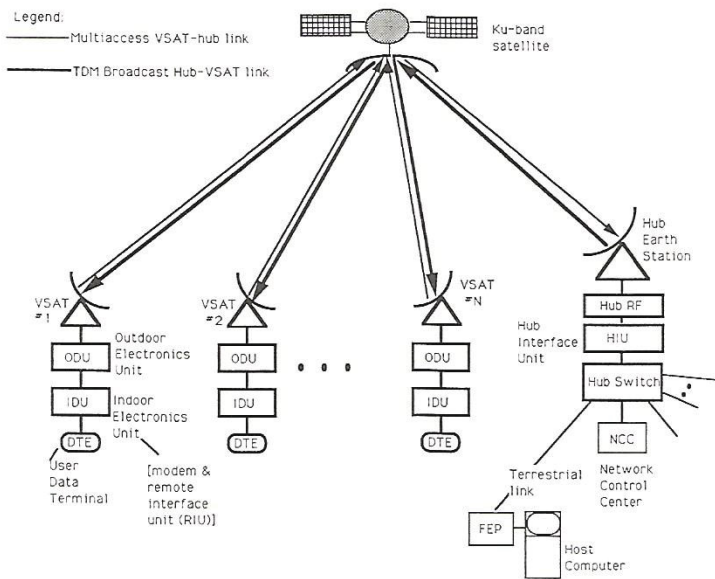 Legend:
Multiaccess VSAT-hub link
TDM Broadcast Hub-VSAT link
Ku-band
satellite
Hub
Earth
Station
VSAT
#1
VSAT
#2
VSAT
#N
Hub RF
Hub
Interface
Unit
HIU
Outdoor
Electronics
Unit
ODU
ODU
ODU
Hub Switch
IDU
Indoor
Electronics
Unit
IDU
IDU
DTE
DTE
DTE
NCC
Network
Control
Center
User
Data
Terminal
[modem &
remote
interface
unit (RIU)]
Terrestrial
link
FEP
Host
Computer